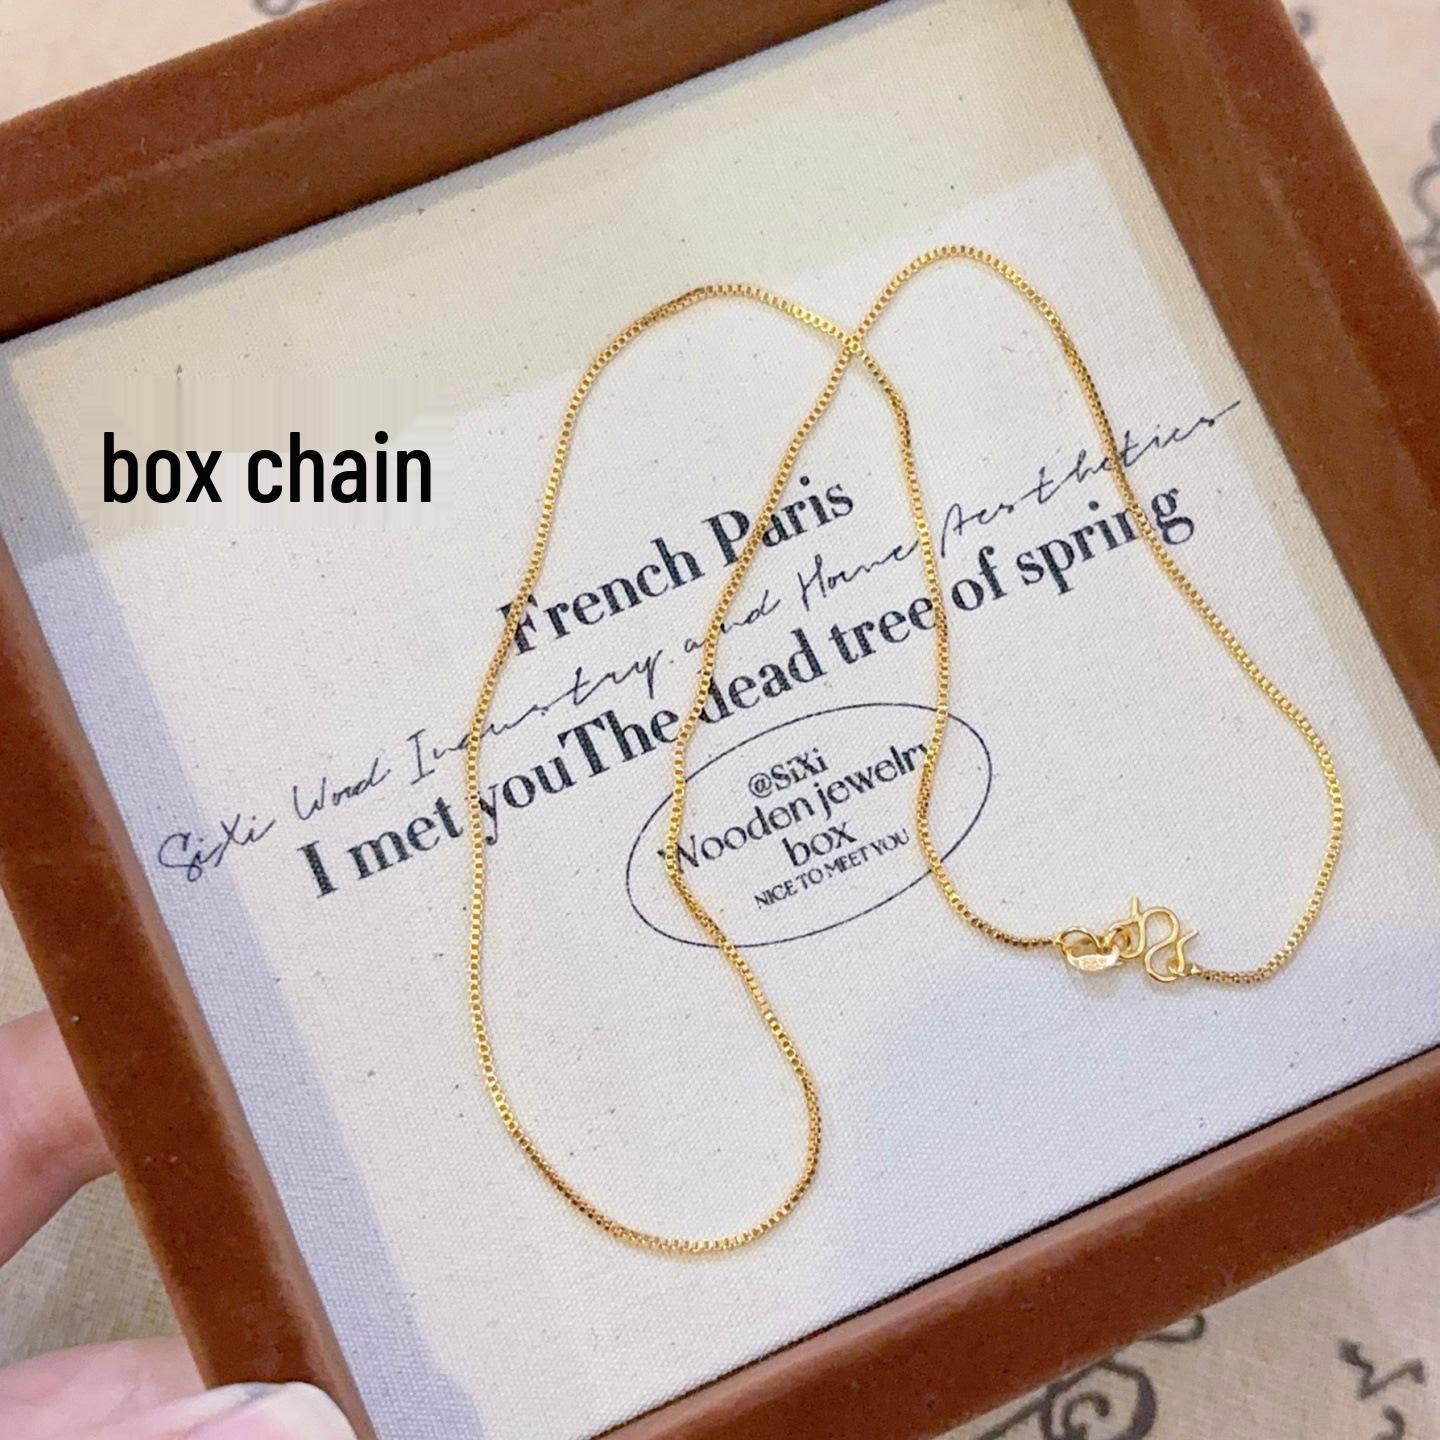 box chain
French Paris
SiXi Wood Industry. and Home Aesthetics
I met youThe dead tree of spring
@SiXi
Wooden jewelry
box
NICE TO MEET YOU